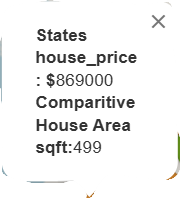 States
house_price
: $869000
Comparitive
House Area
sqft:499